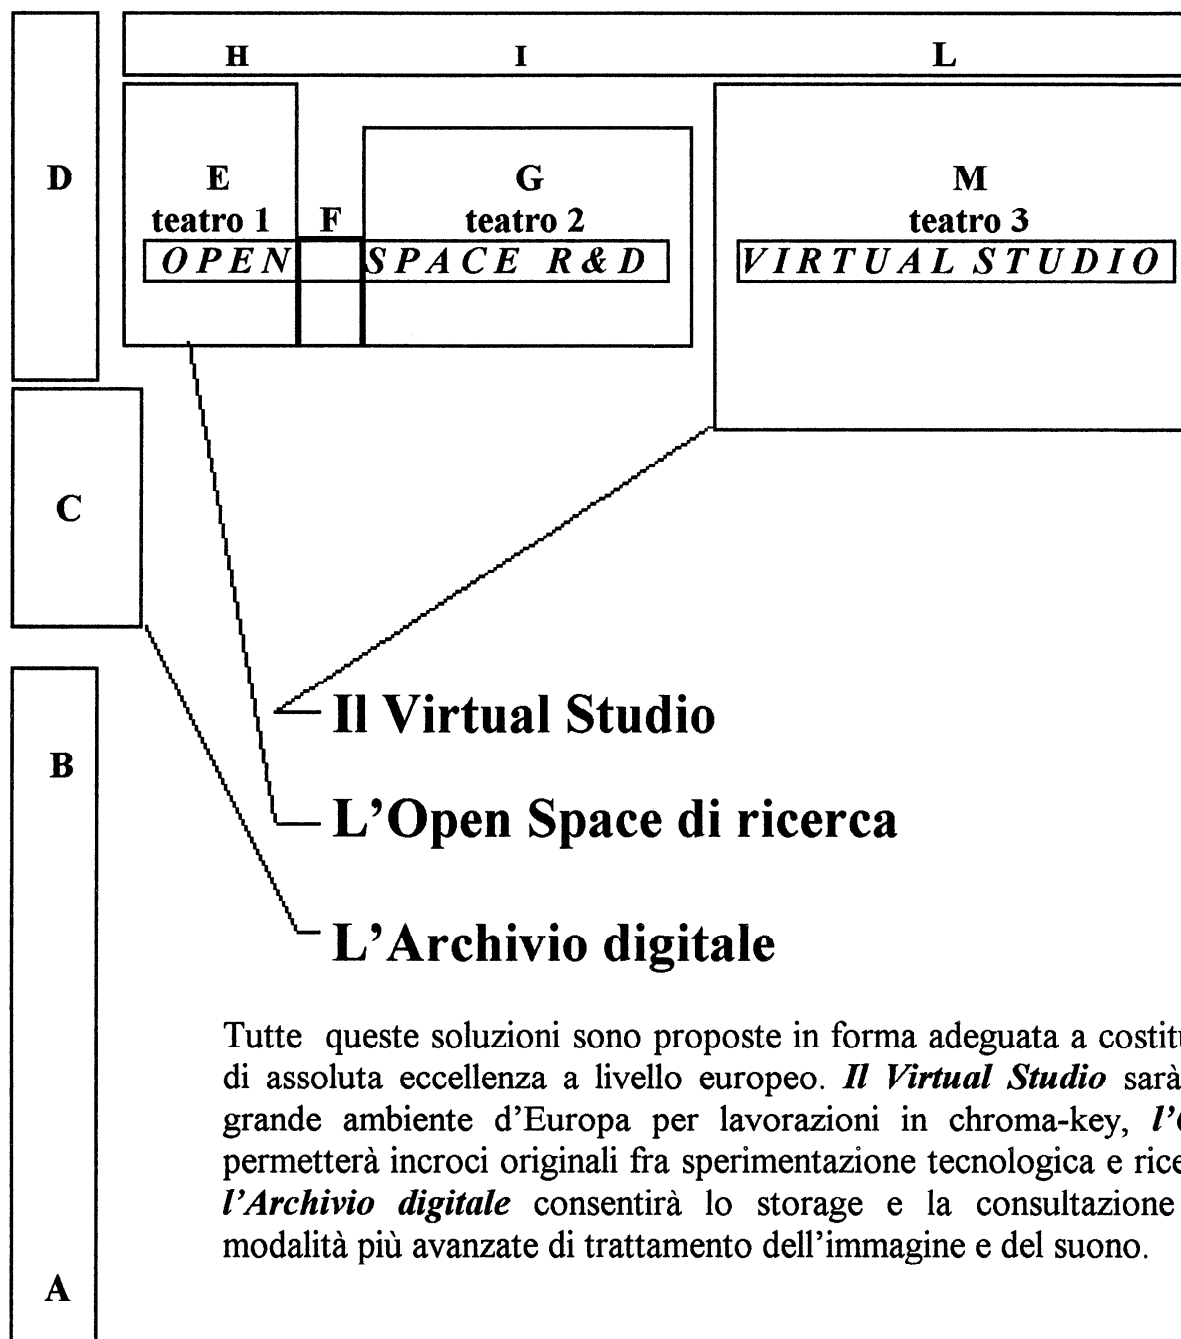 H I L
D E G M
teatro 1 F teatro 2 teatro 3
OPEN SPACE R&D VIRTUAL STUDIO
C
Il Virtual Studio
B
L’Open Space di ricerca
L’Archivio digitale
Tutte queste soluzioni sono proposte in forma adeguata a
di assoluta eccellenza a livello europeo. Il Virtual Studio sarà
grande ambiente d’Europa per lavorazioni in chroma-key,
permetterà incroci originali fra sperimentazione tecnologica e
l’Archivio digitale consentirà lo storage e la consultazione
modalità più avanzate di trattamento dell’immagine e del suono.
A